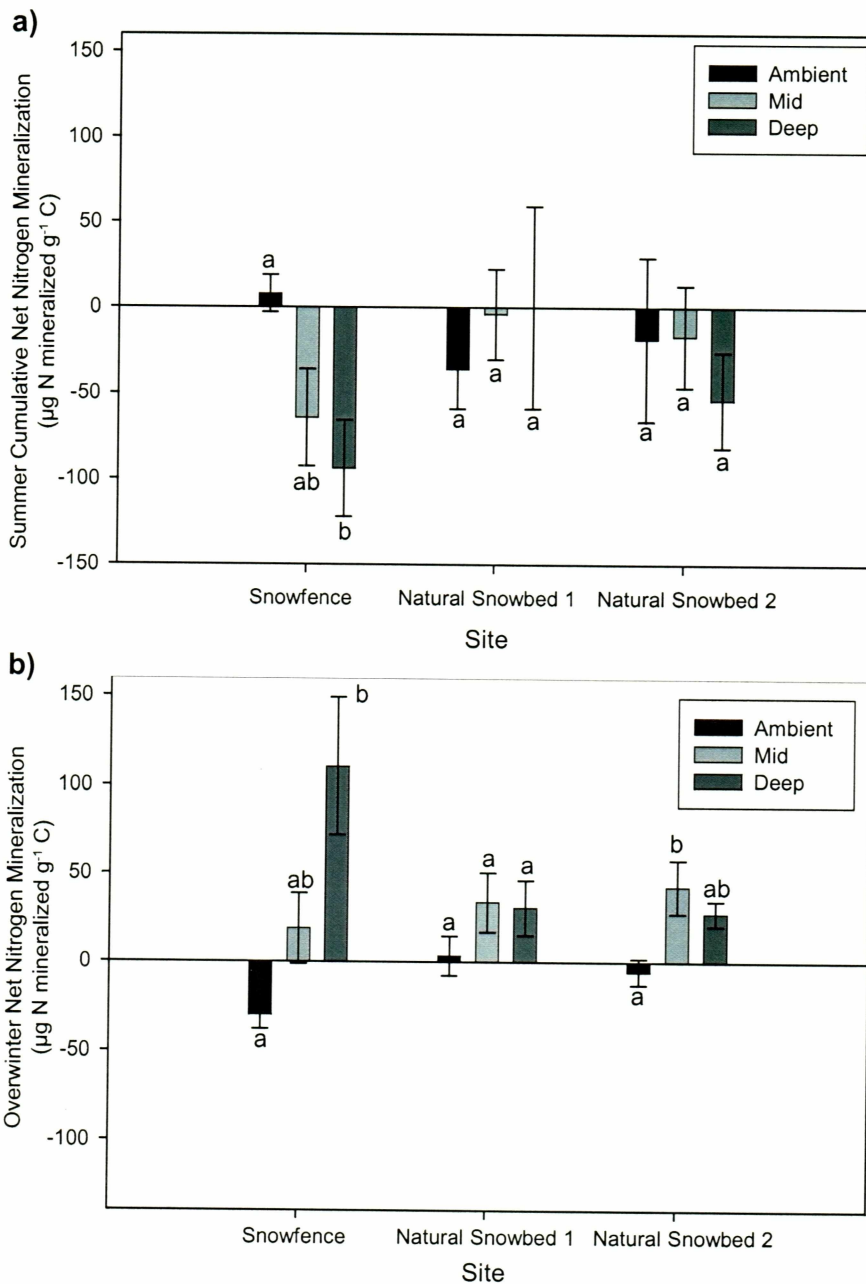 a)
Summer Cumulative Net Nitrogen Mineralization
(µg N mineralized g⁻¹ C)
150
100
50
0
-50
-100
-150
Ambient
Mid
Deep
a
ab
b
a
a
a
a
a
a
Snowfence
Natural Snowbed 1
Natural Snowbed 2
Site
b)
Overwinter Net Nitrogen Mineralization
(µg N mineralized g⁻¹ C)
150
100
50
0
-50
-100
Ambient
Mid
Deep
a
ab
b
a
a
a
a
b
ab
Snowfence
Natural Snowbed 1
Natural Snowbed 2
Site